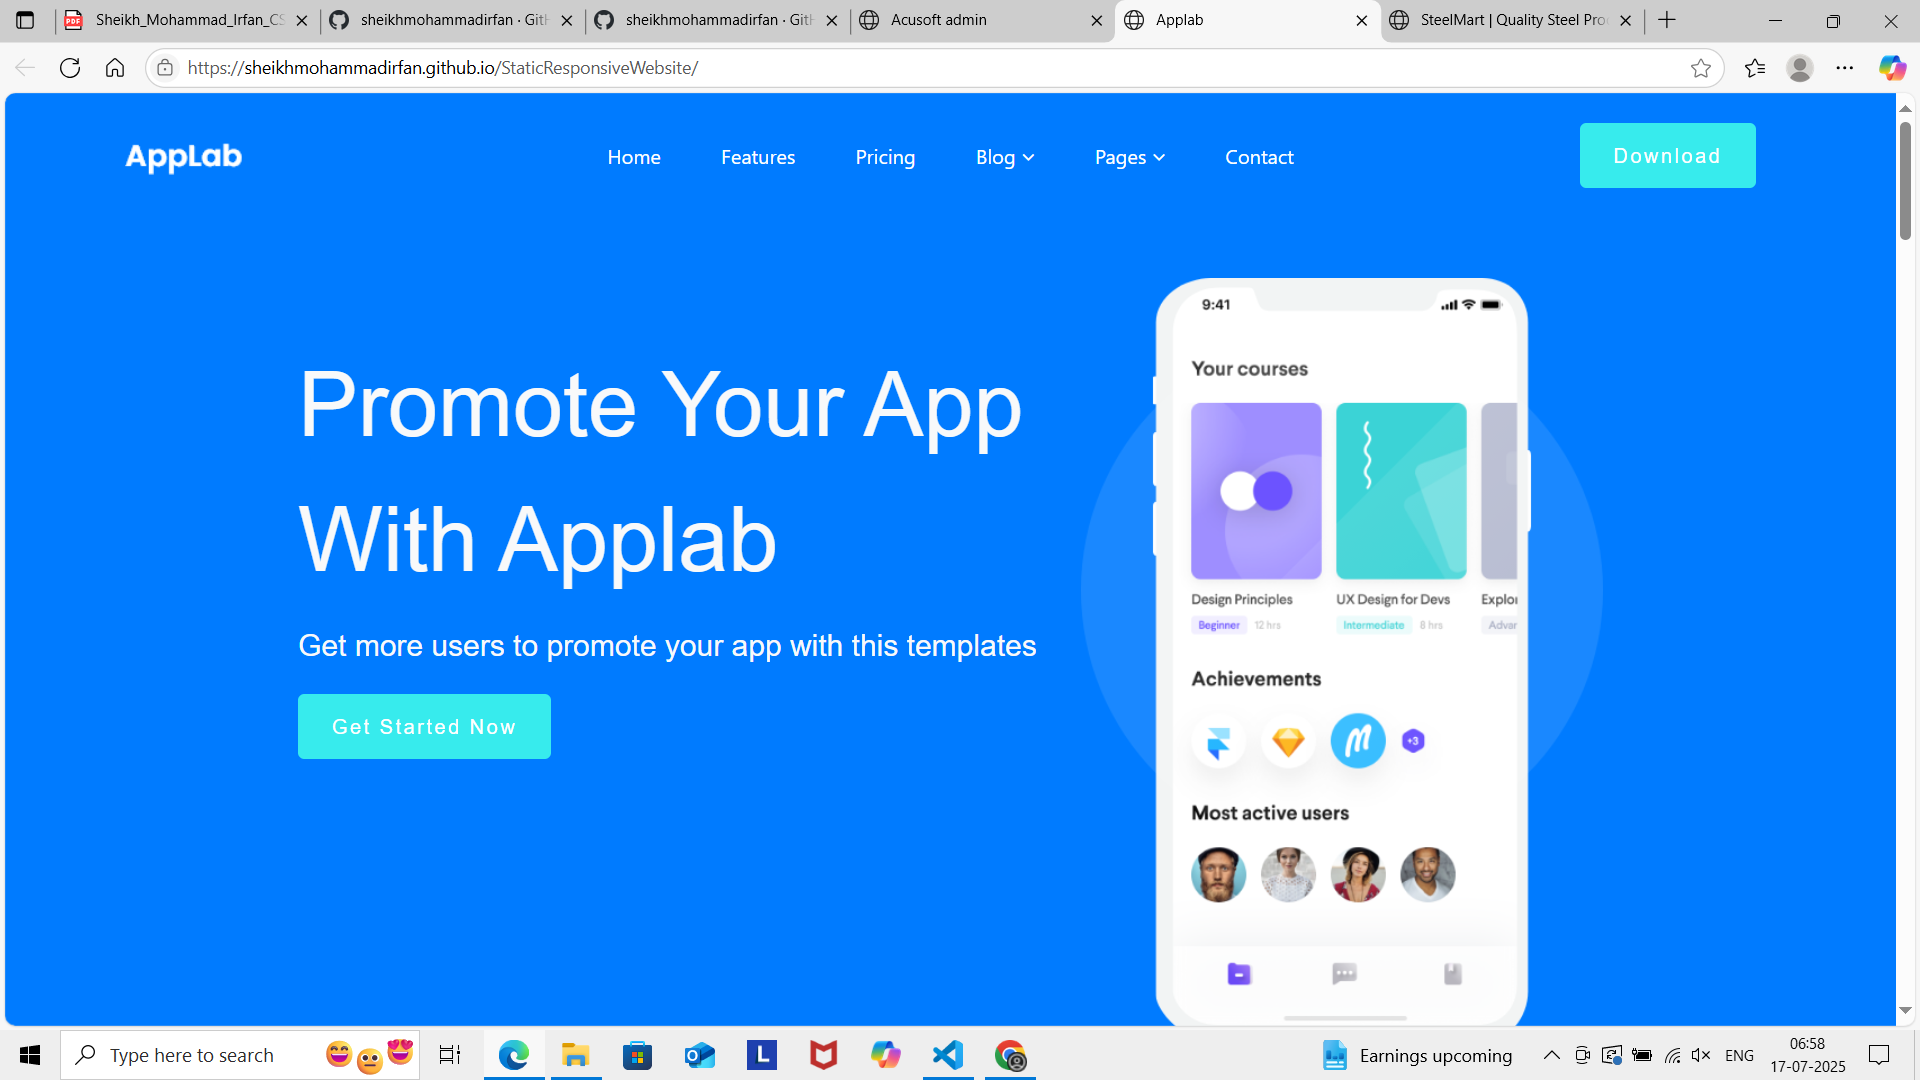 Sheikh_Mohammad_Irfan_CS
sheikhmohammadirfan · GitH
sheikhmohammadirfan · GitH
Acusoft admin
Applab
SteelMart | Quality Steel Pro
https://sheikhmohammadirfan.github.io/StaticResponsiveWebsite/
AppLab
Home
Features
Pricing
Blog
Pages
Contact
Download
Promote Your App
With Applab
Get more users to promote your app with this templates
Get Started Now
9:41
Your courses
Design Principles
UX Design for Devs
Explor
Beginner 12 hrs
Intermediate 8 hrs
Advar
Achievements
+3
Most active users
Type here to search
Earnings upcoming
ENG
06:58
17-07-2025